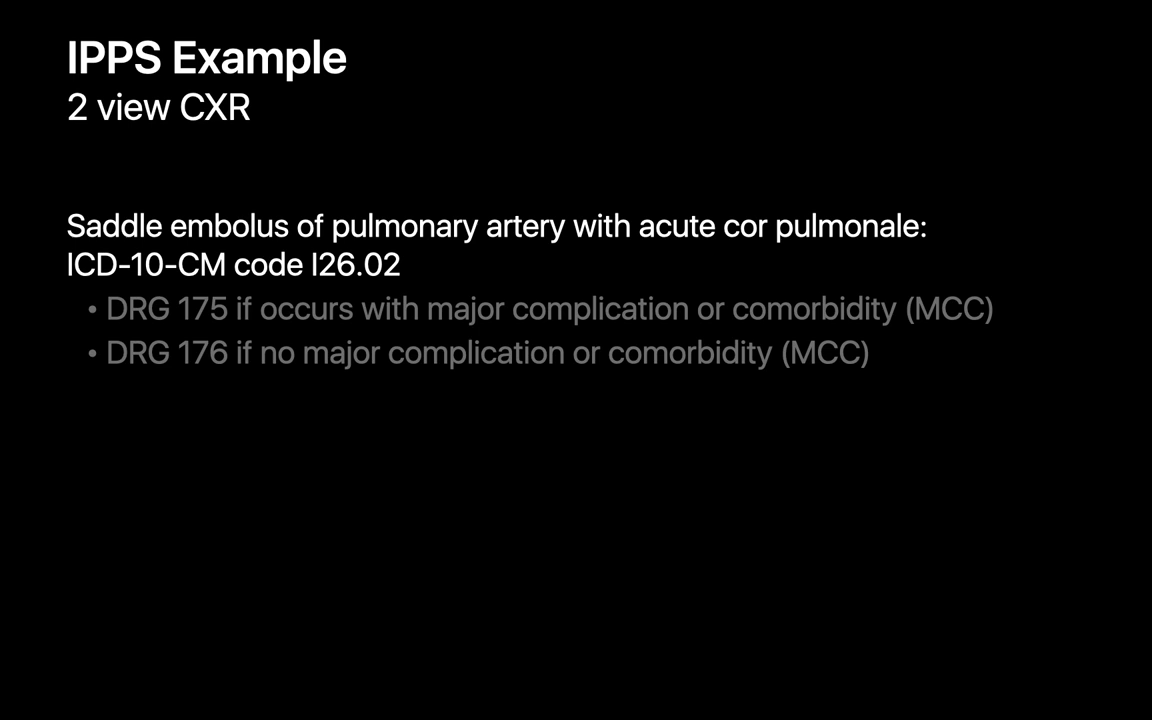 IPPS Example
2 view CXR
Saddle embolus of pulmonary artery with acute cor pulmonale:
ICD-10-CM code I26.02
• DRG 175 if occurs with major complication or comorbidity (MCC)
• DRG 176 if no major complication or comorbidity (MCC)